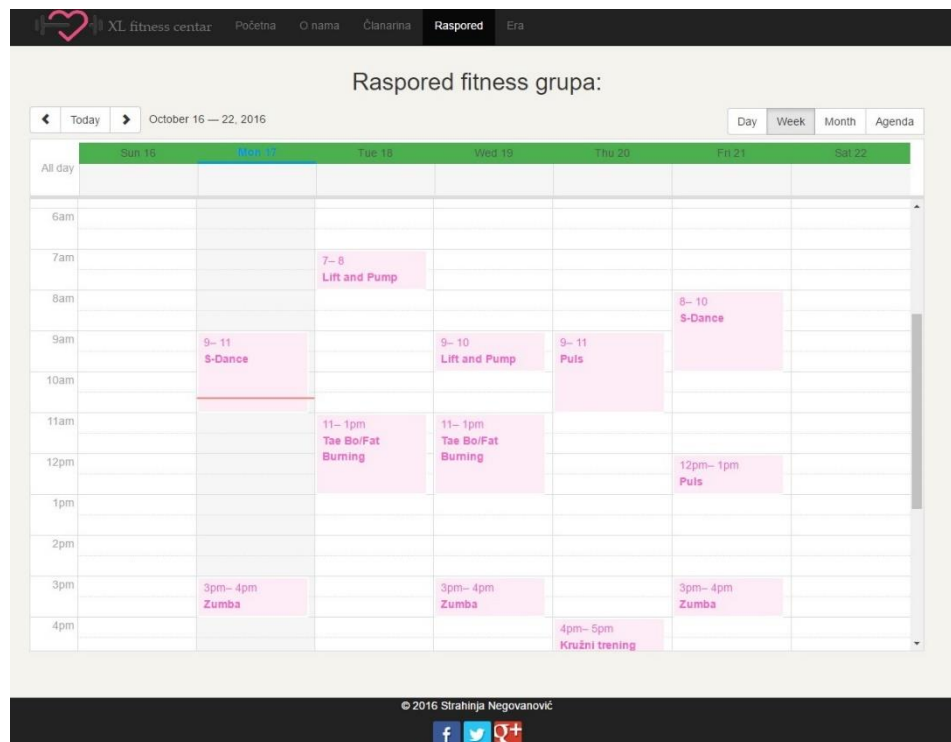 XL fitness centar Početna O nama Članarina Raspored Era
Raspored fitness grupa:
Today October 16 — 22, 2016 Day Week Month Agenda
Sun 16 Mon 17 Tue 18 Wed 19 Thu 20 Fri 21 Sat 22
All day
6am
7am
7– 8
Lift and Pump
8am
8– 10
S-Dance
9am
9– 11
S-Dance
9– 10
Lift and Pump
9– 11
Puls
10am
11am
11– 1pm
Tae Bo/Fat
Burning
11– 1pm
Tae Bo/Fat
Burning
12pm
12pm– 1pm
Puls
1pm
2pm
3pm
3pm– 4pm
Zumba
3pm– 4pm
Zumba
3pm– 4pm
Zumba
4pm
4pm– 5pm
Kružni trening
© 2016 Strahinja Negovanović
f g+